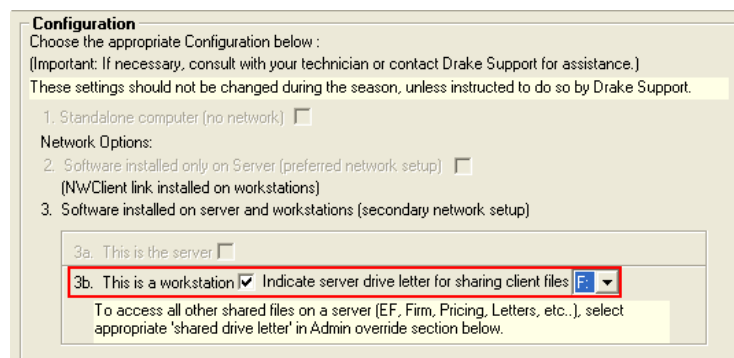 Configuration
Choose the appropriate Configuration below :
(Important: If necessary, consult with your technician or contact Drake Support for assistance.)
These settings should not be changed during the season, unless instructed to do so by Drake Support.
1. Standalone computer (no network)
Network Options:
2. Software installed only on Server (preferred network setup)
(NWClient link installed on workstations)
3. Software installed on server and workstations (secondary network setup)
3a. This is the server
3b. This is a workstation Indicate server drive letter for sharing client files F:
To access all other shared files on a server (EF, Firm, Pricing, Letters, etc..), select
appropriate 'shared drive letter' in Admin override section below.